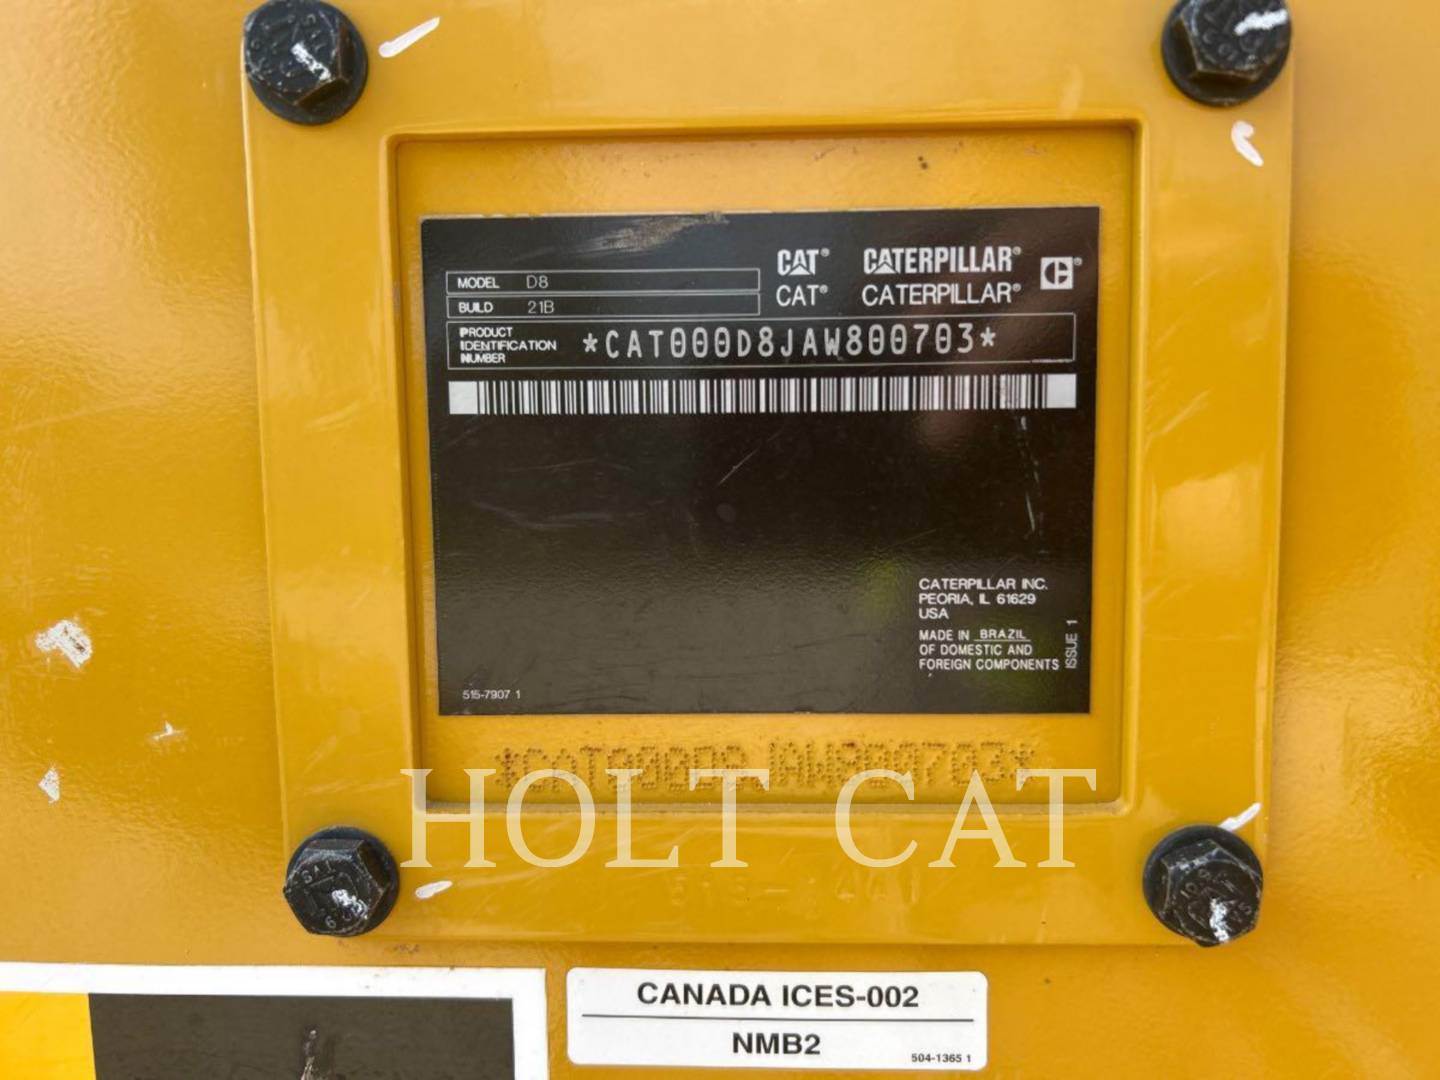 CAT® CATERPILLAR®
CAT® CATERPILLAR®
MODEL D8
BUILD 21B
PRODUCT
IDENTIFICATION
NUMBER
*CAT000D8JAW800703*
CATERPILLAR INC.
PEORIA, IL 61629
USA
MADE IN BRAZIL
OF DOMESTIC AND
FOREIGN COMPONENTS
ISSUE 1
515-7907 1
*CAT000D8JAW800703*
HOLT CAT
CANADA ICES-002
NMB2
504-1365 1